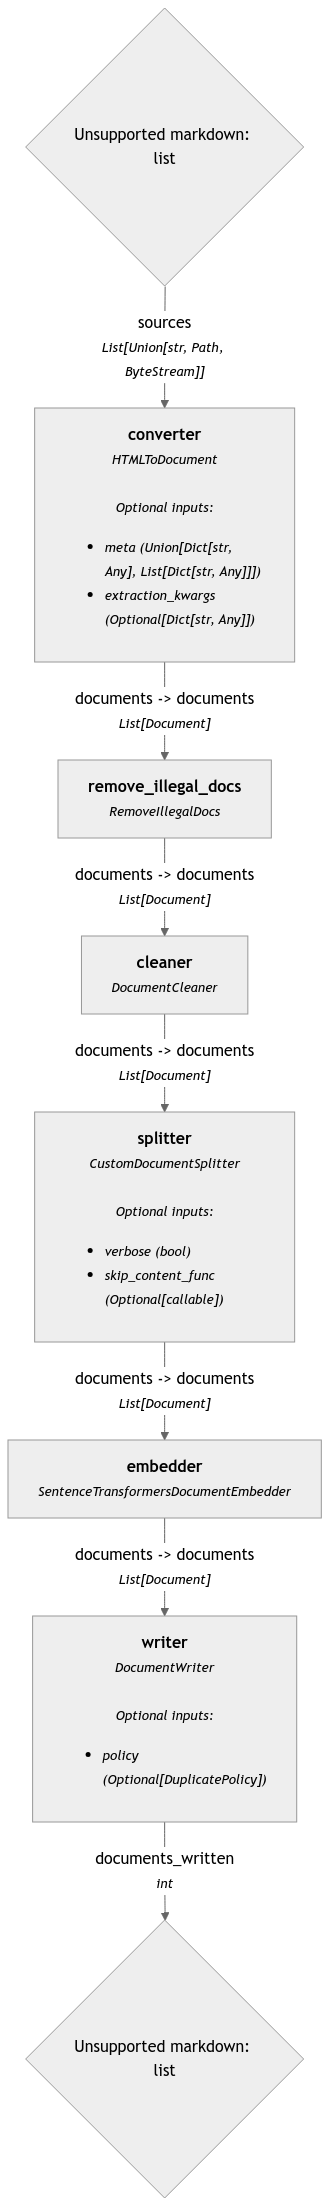 Unsupported markdown:
list
sources
List[Union[str, Path,
ByteStream]]
converter
HTMLToDocument
Optional inputs:
• meta (Union[Dict[str,
Any], List[Dict[str, Any]]])
• extraction_kwargs
(Optional[Dict[str, Any]])
documents -> documents
List[Document]
remove_illegal_docs
RemoveIllegalDocs
documents -> documents
List[Document]
cleaner
DocumentCleaner
documents -> documents
List[Document]
splitter
CustomDocumentSplitter
Optional inputs:
• verbose (bool)
• skip_content_func
(Optional[callable])
documents -> documents
List[Document]
embedder
SentenceTransformersDocumentEmbedder
documents -> documents
List[Document]
writer
DocumentWriter
Optional inputs:
• policy
(Optional[DuplicatePolicy])
documents_written
int
Unsupported markdown:
list